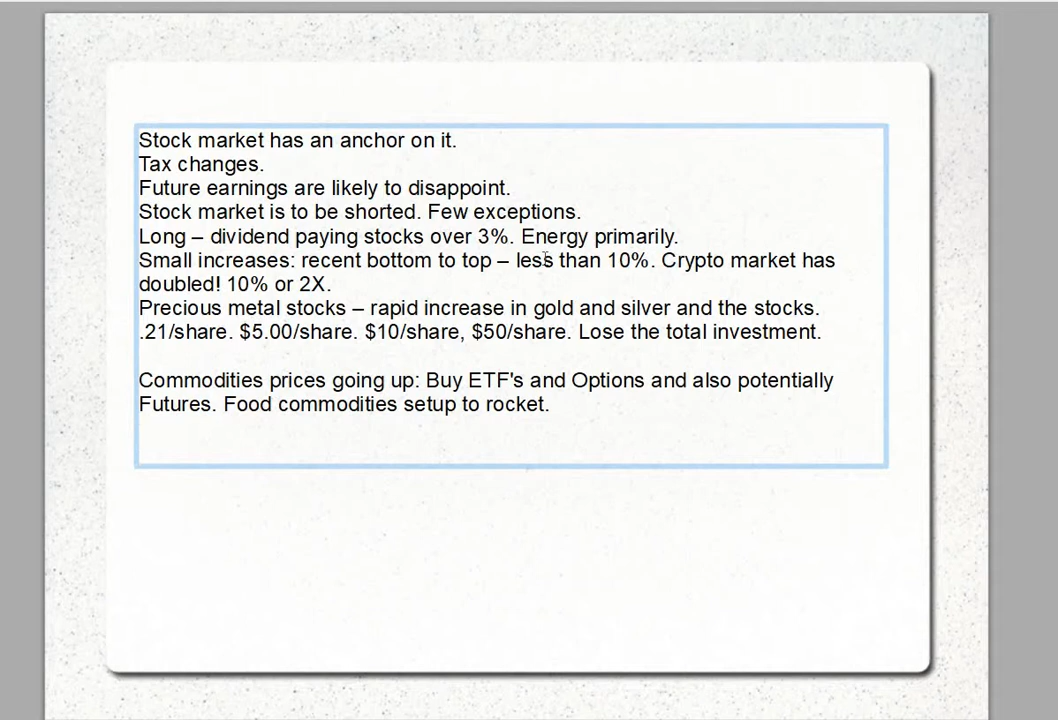 Stock market has an anchor on it.
Tax changes.
Future earnings are likely to disappoint.
Stock market is to be shorted. Few exceptions.
Long – dividend paying stocks over 3%. Energy primarily.
Small increases: recent bottom to top – less than 10%. Crypto market has
doubled! 10% or 2X.
Precious metal stocks – rapid increase in gold and silver and the stocks.
.21/share. $5.00/share. $10/share, $50/share. Lose the total investment.
Commodities prices going up: Buy ETF's and Options and also potentially
Futures. Food commodities setup to rocket.